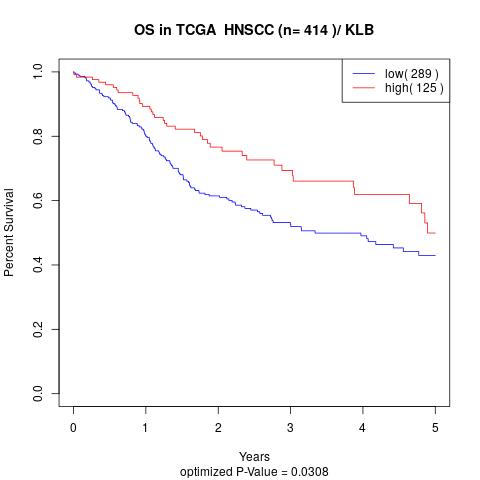 OS in TCGA  HNSCC (n= 414 )/ KLB
low( 289 )
high( 125 )
Percent Survival
1.0
0.8
0.6
0.4
0.2
0.0
0 1 2 3 4 5
Years
optimized P-Value = 0.0308